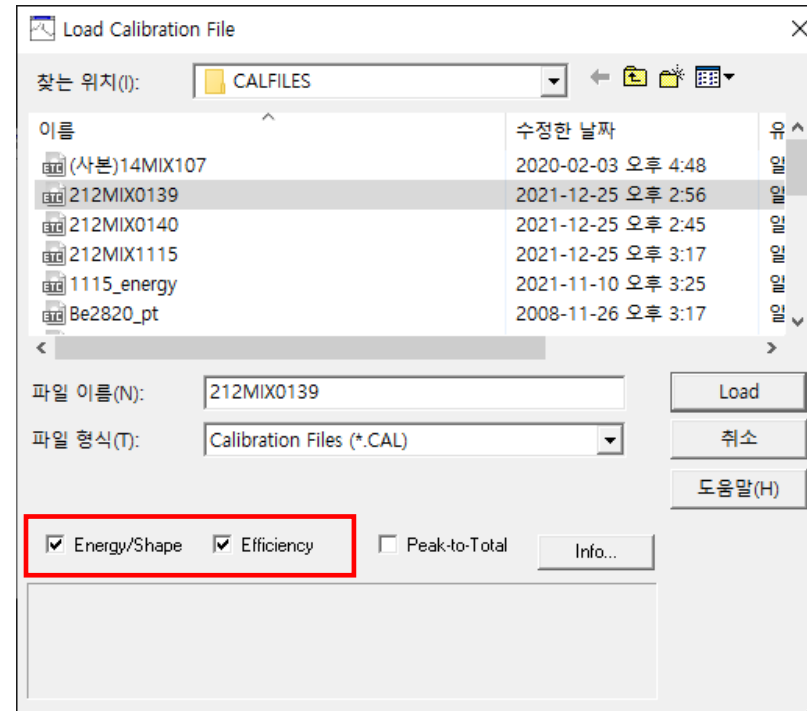 Load Calibration File
찾는 위치(I): CALFILES
이름 수정한 날짜 유
(사본)14MIX107 2020-02-03 오후 4:48 일
212MIX0139 2021-12-25 오후 2:56 일
212MIX0140 2021-12-25 오후 2:45 일
212MIX1115 2021-12-25 오후 3:17 일
1115_energy 2021-11-10 오후 3:25 일
Be2820_pt 2008-11-26 오후 3:17 일
파일 이름(N): 212MIX0139 Load
파일 형식(T): Calibration Files (*.CAL) 취소
도움말(H)
Energy/Shape Efficiency Peak-to-Total Info...